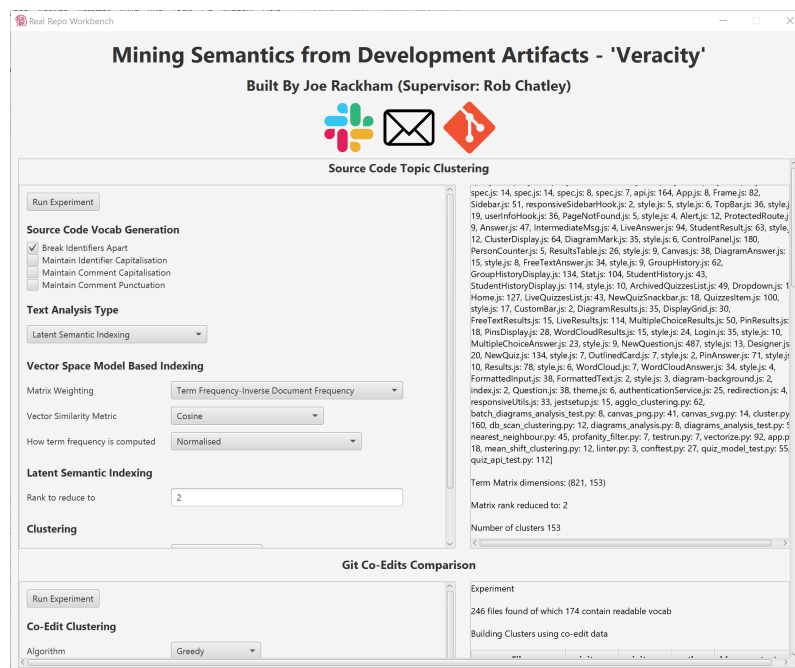 Real Repo Workbench
Mining Semantics from Development Artifacts - 'Veracity'
Built By Joe Rackham (Supervisor: Rob Chatley)
Source Code Topic Clustering
Run Experiment
Source Code Vocab Generation
Break Identifiers Apart
Maintain Identifier Capitalisation
Maintain Comment Capitalisation
Maintain Comment Punctuation
Text Analysis Type
Latent Semantic Indexing
Vector Space Model Based Indexing
Matrix Weighting
Term Frequency-Inverse Document Frequency
Vector Similarity Metric
Cosine
How term frequency is computed
Normalised
Latent Semantic Indexing
Rank to reduce to
2
Clustering
spec.js: 14, spec.js: 14, spec.js: 8, spec.js: 7, api.js: 164, App.js: 8, Frame.js: 82,
Sidebar.js: 51, responsiveSidebarHook.js: 2, style.js: 5, style.js: 6, TopBar.js: 36, style.j
19, userInfoHook.js: 36, PageNotFound.js: 5, style.js: 4, Alert.js: 12, ProtectedRoute.j
9, Answer.js: 47, IntermediateMsg.js: 4, LiveAnswer.js: 94, StudentResult.js: 63, style.
12, ClusterDisplay.js: 64, DiagramMark.js: 35, style.js: 6, ControlPanel.js: 180,
PersonCounter.js: 5, ResultsTable.js: 26, style.js: 9, Canvas.js: 38, DiagramAnswer.js:
15, style.js: 8, FreeTextAnswer.js: 34, style.js: 9, GroupHistory.js: 62,
GroupHistoryDisplay.js: 134, Stat.js: 104, StudentHistory.js: 43,
StudentHistoryDisplay.js: 114, style.js: 10, ArchivedQuizzesList.js: 49, Dropdown.js: 1
Home.js: 127, LiveQuizzesList.js: 43, NewQuizSnackbar.js: 18, QuizzesItem.js: 100,
style.js: 17, CustomBar.js: 2, DiagramResults.js: 35, DisplayGrid.js: 30,
FreeTextResults.js: 15, LiveResults.js: 114, MultipleChoiceResults.js: 50, PinResults.js:
18, PinsDisplay.js: 28, WordCloudResults.js: 15, style.js: 24, Login.js: 35, style.js: 10,
MultipleChoiceAnswer.js: 23, style.js: 9, NewQuestion.js: 487, style.js: 13, Designer.js
20, NewQuiz.js: 134, style.js: 7, OutlinedCard.js: 7, style.js: 2, PinAnswer.js: 71, style.js
10, Results.js: 78, style.js: 6, WordCloud.js: 7, WordCloudAnswer.js: 34, style.js: 4,
FormattedInput.js: 38, FormattedText.js: 2, style.js: 3, diagram-background.js: 2,
index.js: 2, Question.js: 38, theme.js: 6, authenticationService.js: 25, redirection.js: 4,
responsiveUtils.js: 33, jestsetup.js: 15, agglo_clustering.py: 62,
batch_diagrams_analysis_test.py: 8, canvas_png.py: 41, canvas_svg.py: 14, cluster.py
160, db_scan_clustering.py: 12, diagrams_analysis.py: 8, diagrams_analysis_test.py: 5
nearest_neighbour.py: 45, profanity_filter.py: 7, testrun.py: 7, vectorize.py: 92, app.p
18, mean_shift_clustering.py: 12, linter.py: 3, conftest.py: 27, quiz_model_test.py: 55,
quiz_api_test.py: 112]
Term Matrix dimensions: (821, 153)
Matrix rank reduced to: 2
Number of clusters 153
Git Co-Edits Comparison
Run Experiment
Co-Edit Clustering
Algorithm
Greedy
Experiment
246 files found of which 174 contain readable vocab
Building Clusters using co-edit data